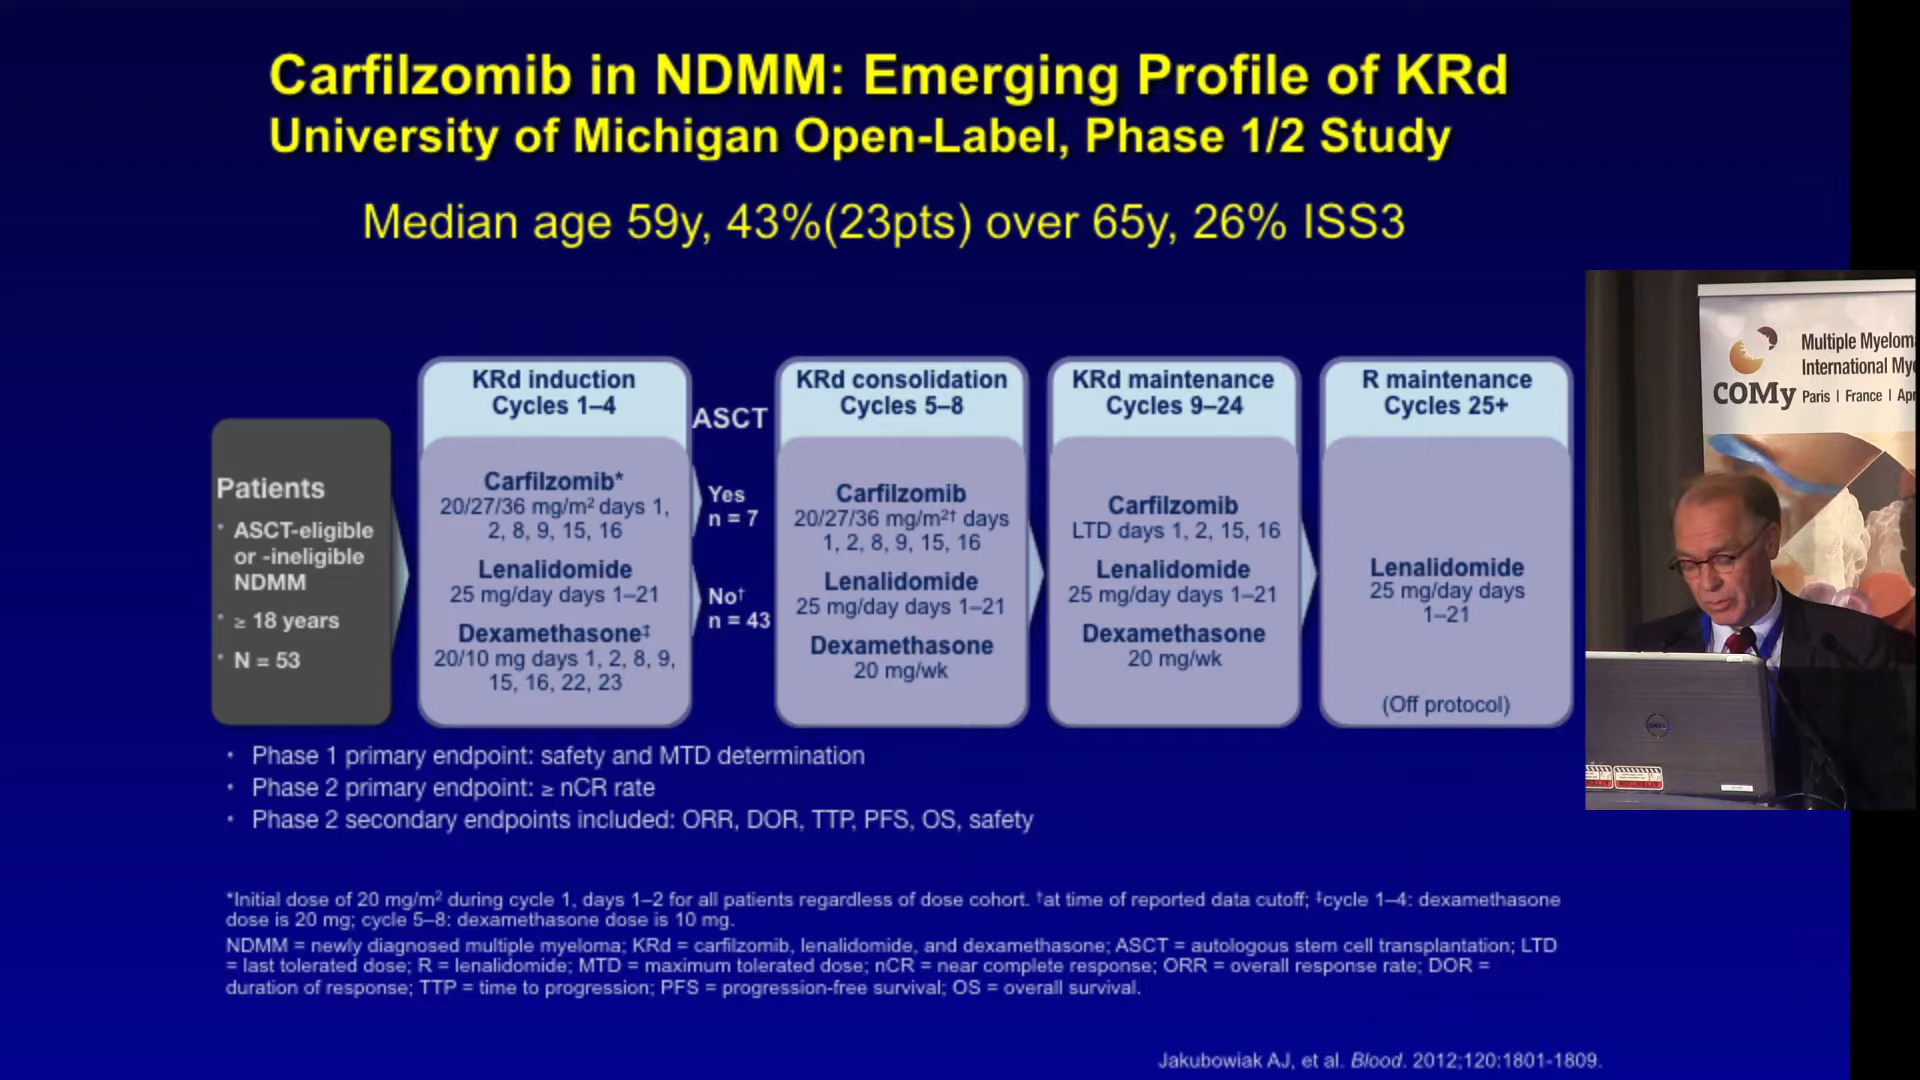 Carfilzomib in NDMM: Emerging Profile of KRd
University of Michigan Open-Label, Phase 1/2 Study
Median age 59y, 43%(23pts) over 65y, 26% ISS3
Patients
• ASCT-eligible
or -ineligible
NDMM
• ≥ 18 years
• N = 53
KRd induction
Cycles 1–4
Carfilzomib*
20/27/36 mg/m² days 1,
2, 8, 9, 15, 16
Lenalidomide
25 mg/day days 1–21
Dexamethasone‡
20/10 mg days 1, 2, 8, 9,
15, 16, 22, 23
ASCT
Yes
n = 7
No†
n = 43
KRd consolidation
Cycles 5–8
Carfilzomib
20/27/36 mg/m²† days
1, 2, 8, 9, 15, 16
Lenalidomide
25 mg/day days 1–21
Dexamethasone
20 mg/wk
KRd maintenance
Cycles 9–24
Carfilzomib
LTD days 1, 2, 15, 16
Lenalidomide
25 mg/day days 1–21
Dexamethasone
20 mg/wk
R maintenance
Cycles 25+
Lenalidomide
25 mg/day days
1–21
(Off protocol)
• Phase 1 primary endpoint: safety and MTD determination
• Phase 2 primary endpoint: ≥ nCR rate
• Phase 2 secondary endpoints included: ORR, DOR, TTP, PFS, OS, safety
*Initial dose of 20 mg/m² during cycle 1, days 1–2 for all patients regardless of dose cohort. †at time of reported data cutoff; ‡cycle 1–4: dexamethasone
dose is 20 mg; cycle 5–8: dexamethasone dose is 10 mg.
NDMM = newly diagnosed multiple myeloma; KRd = carfilzomib, lenalidomide, and dexamethasone; ASCT = autologous stem cell transplantation; LTD
= last tolerated dose; R = lenalidomide; MTD = maximum tolerated dose; nCR = near complete response; ORR = overall response rate; DOR =
duration of response; TTP = time to progression; PFS = progression-free survival; OS = overall survival.
Jakubowiak AJ, et al. Blood. 2012;120:1801-1809.
COMy
Multiple Myelom
International Mye
Paris | France | Apr
DELL